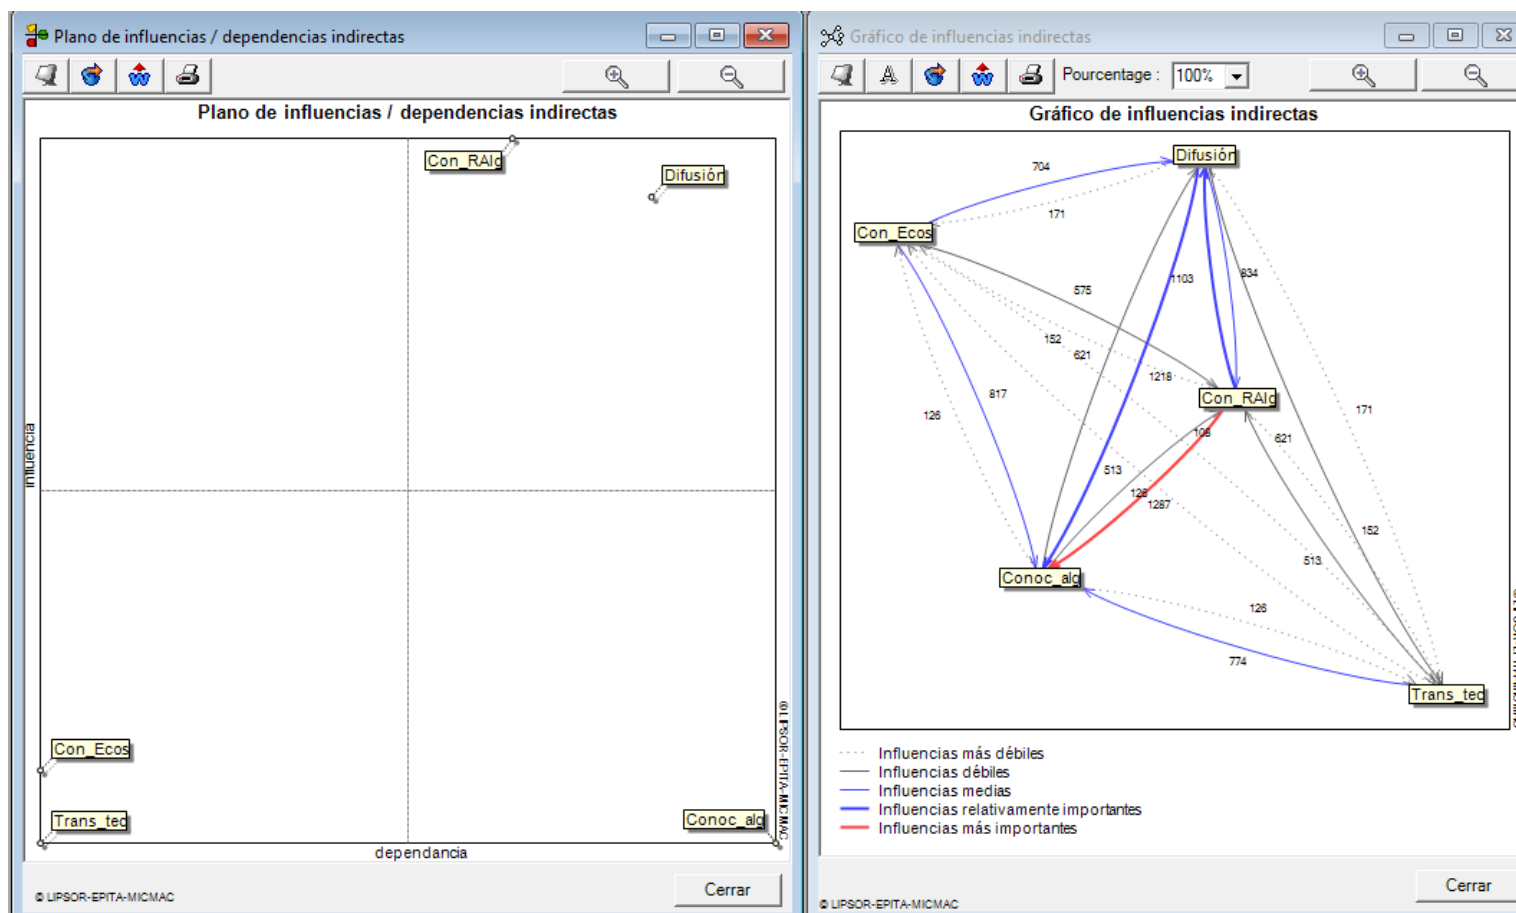 Plano de influencias / dependencias indirectas
Plano de influencias / dependencias indirectas
Con_RAlg
Difusión
influencia
Con_Ecos
Trans_tec
Conoc_alg
dependancia
© LIPSOR-EPITA-MICMAC
© LIPSOR-EPITA-MICMAC
Cerrar
Gráfico de influencias indirectas
A
Pourcentage :
100%
Gráfico de influencias indirectas
Difusión
704
171
Con_Ecos
1103
834
575
152
621
1218
Con_RAlg
817
126
171
109
621
513
126
1287
152
513
Conoc_alg
126
774
Trans_tec
Influencias más débiles
Influencias débiles
Influencias medias
Influencias relativamente importantes
Influencias más importantes
Cerrar
© LIPSOR-EPITA-MICMAC